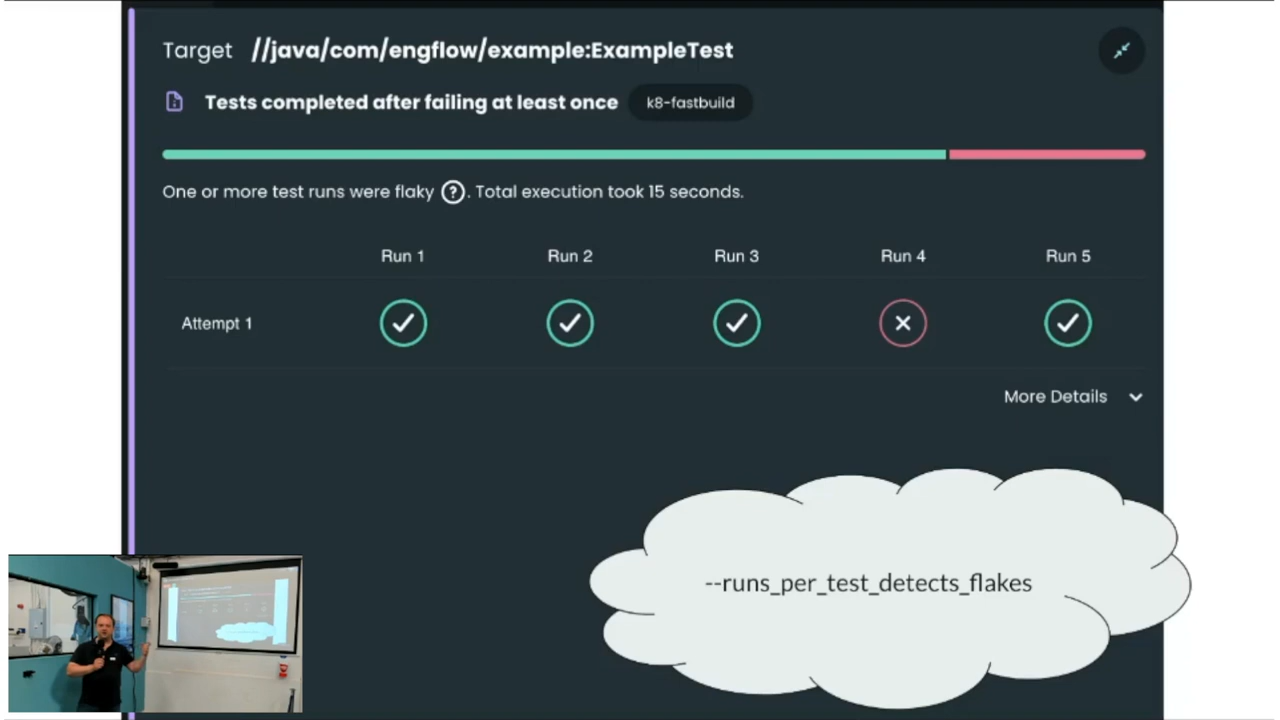 Target //java/com/engflow/example:ExampleTest
Tests completed after failing at least once k8-fastbuild
One or more test runs were flaky ?. Total execution took 15 seconds.
Run 1 Run 2 Run 3 Run 4 Run 5
Attempt 1
More Details
--runs_per_test_detects_flakes